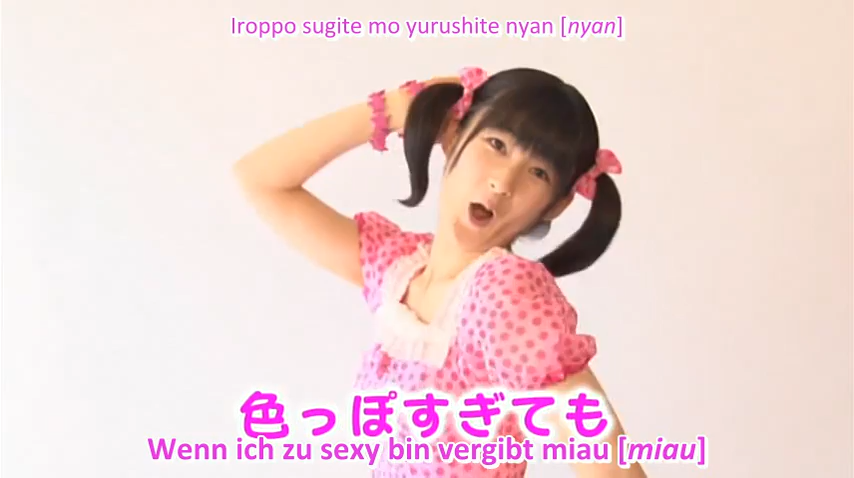 Iroppo sugite mo yurushite nyan [nyan]
色っぽすぎても
Wenn ich zu sexy bin vergibt miau [miau]